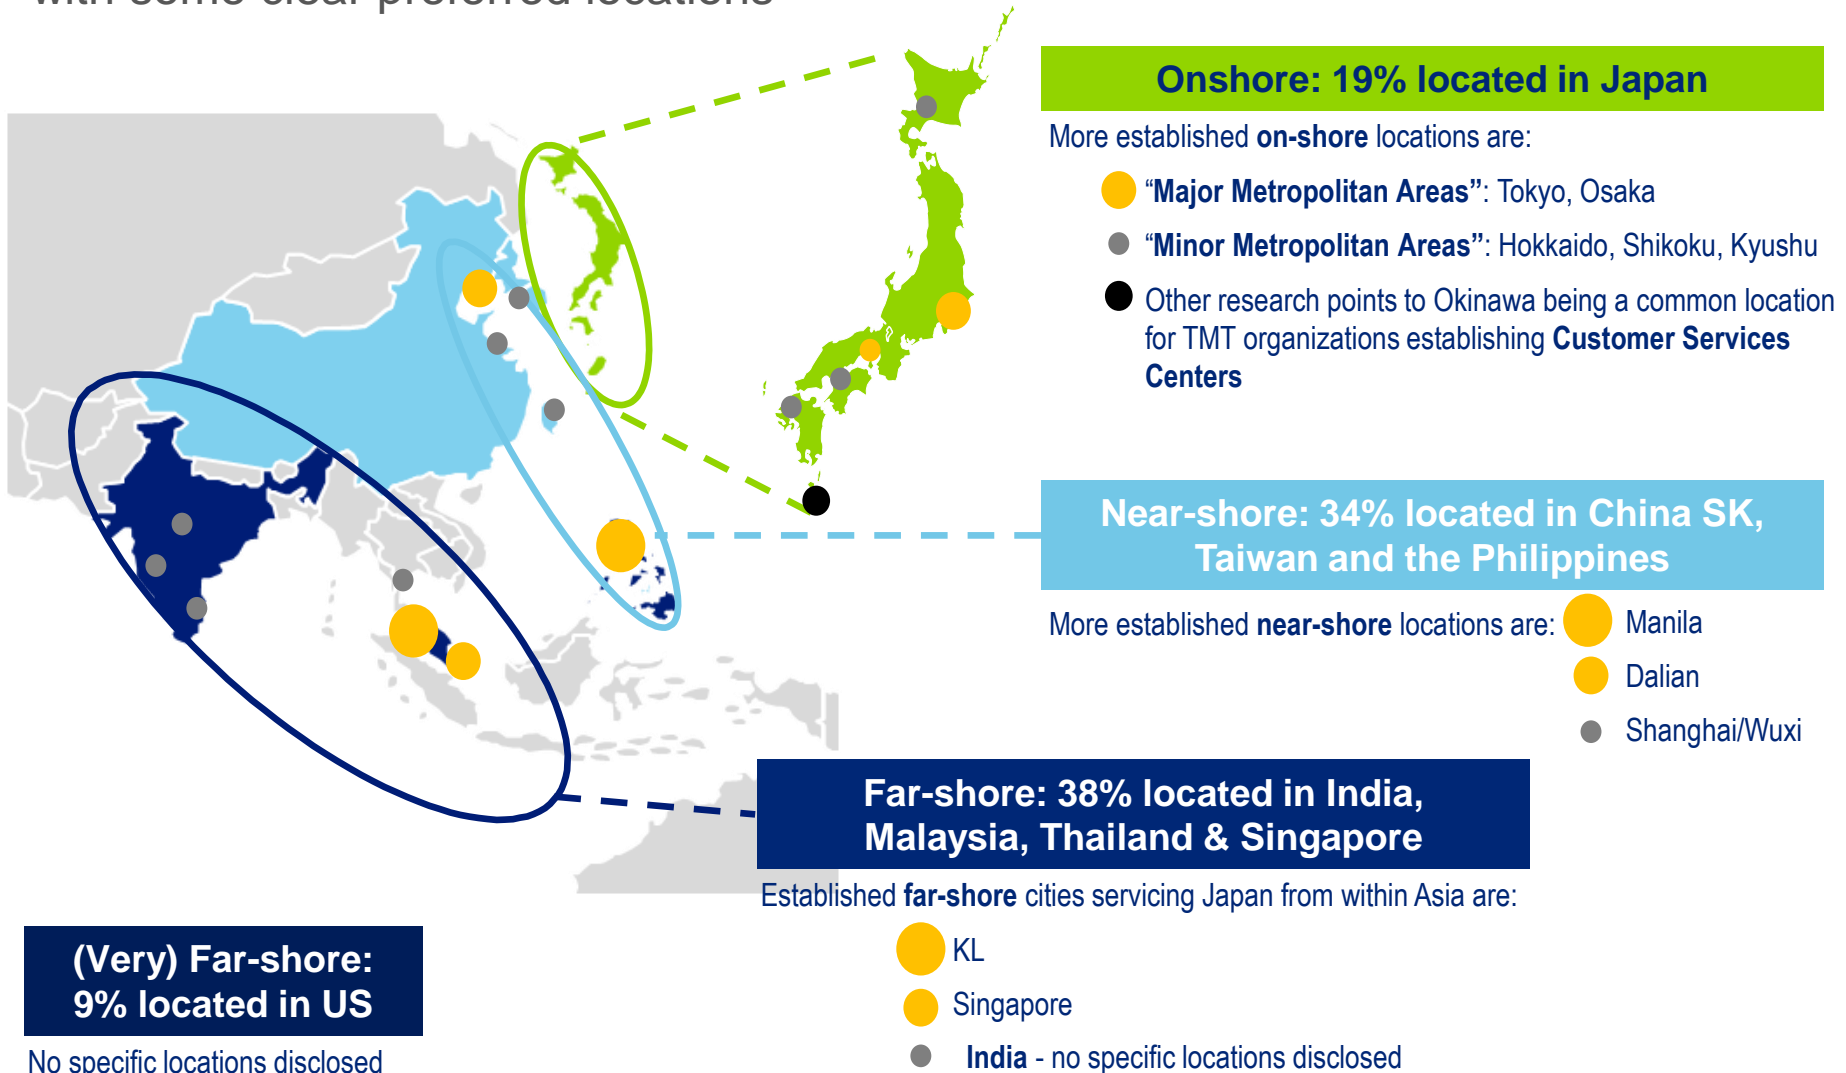 with some clear preferred locations
Onshore: 19% located in Japan
More established on-shore locations are:
“Major Metropolitan Areas”: Tokyo, Osaka
“Minor Metropolitan Areas”: Hokkaido, Shikoku, Kyushu
Other research points to Okinawa being a common location
for TMT organizations establishing Customer Services
Centers
Near-shore: 34% located in China SK,
Taiwan and the Philippines
More established near-shore locations are:
Manila
Dalian
Shanghai/Wuxi
Far-shore: 38% located in India,
Malaysia, Thailand & Singapore
Established far-shore cities servicing Japan from within Asia are:
KL
Singapore
India - no specific locations disclosed
(Very) Far-shore:
9% located in US
No specific locations disclosed